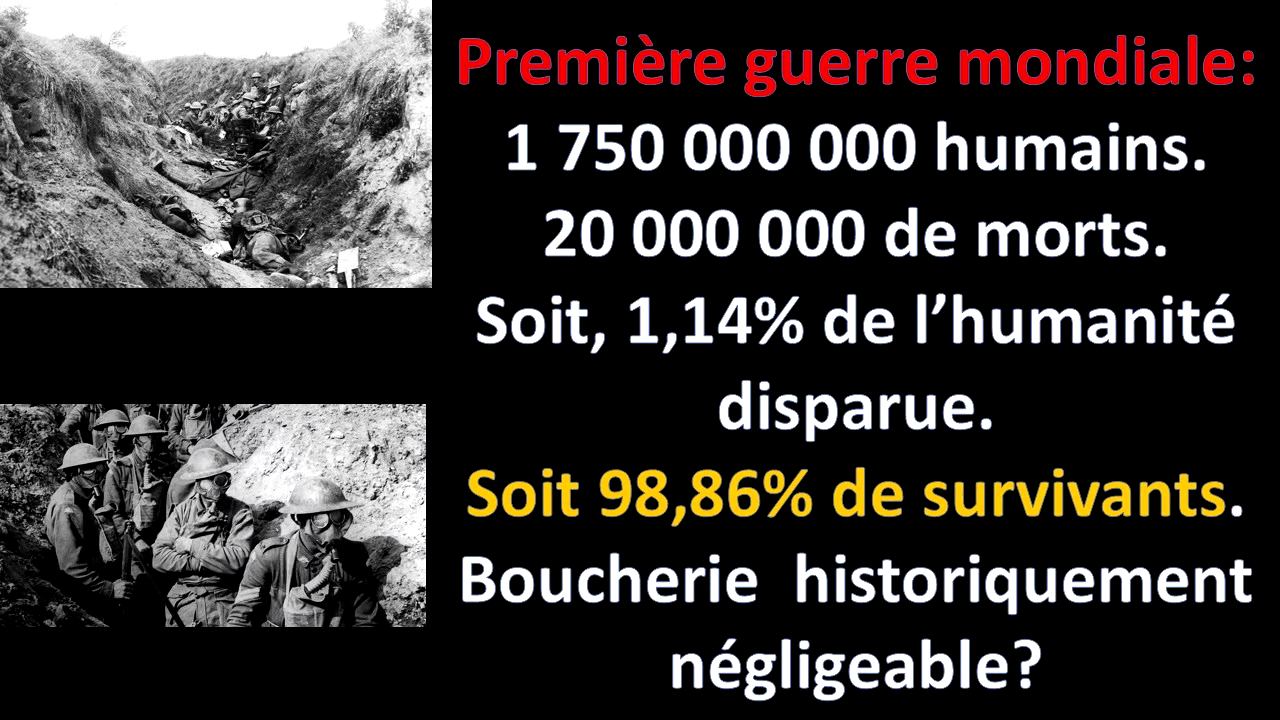 Première guerre mondiale:
1 750 000 000 humains.
20 000 000 de morts.
Soit, 1,14% de l’humanité
disparue.
Soit 98,86% de survivants.
Boucherie  historiquement
négligeable?